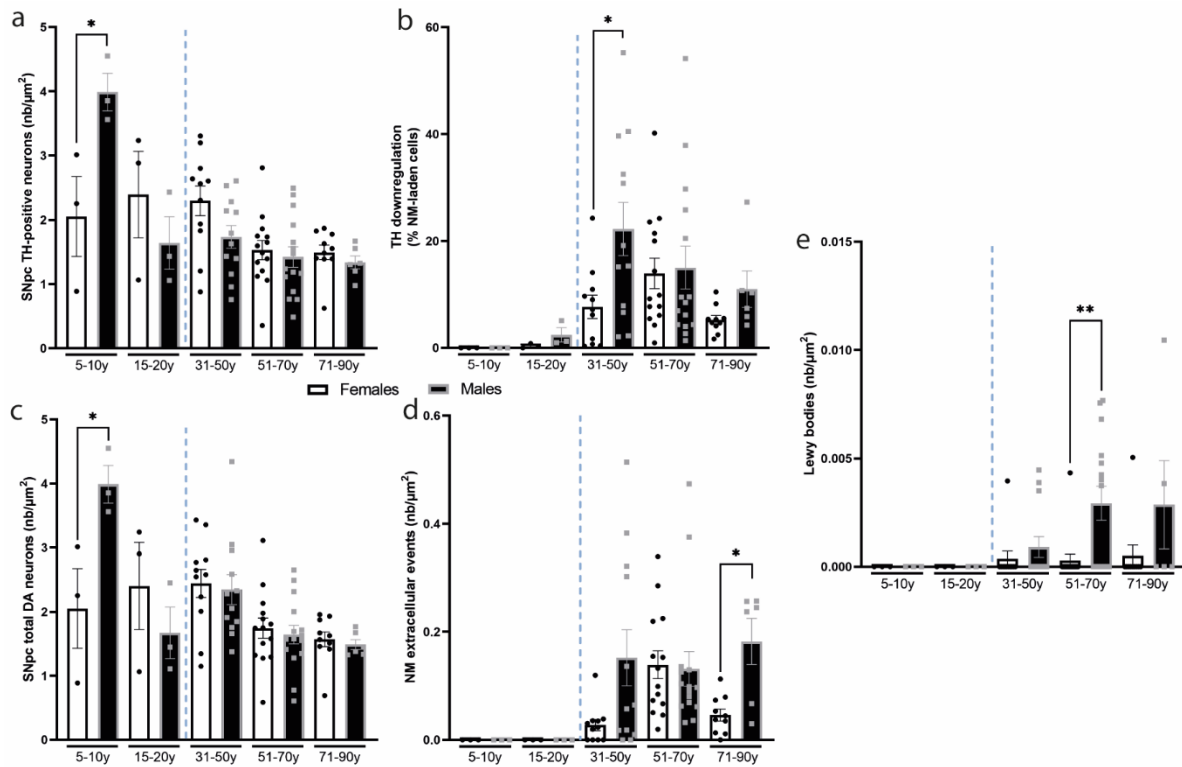 a
SNpc TH-positive neurons (nb/µm²)
5
4
3
2
1
0
*
5-10y 15-20y 31-50y 51-70y 71-90y
b
TH downregulation
(% NM-laden cells)
60
40
20
0
*
5-10y 15-20y 31-50y 51-70y 71-90y
Females Males
c
SNpc total DA neurons (nb/µm²)
5
4
3
2
1
0
*
5-10y 15-20y 31-50y 51-70y 71-90y
d
NM extracellular events (nb/µm²)
0.6
0.4
0.2
0.0
*
5-10y 15-20y 31-50y 51-70y 71-90y
e
Lewy bodies (nb/µm²)
0.015
0.010
0.005
0.000
**
5-10y 15-20y 31-50y 51-70y 71-90y